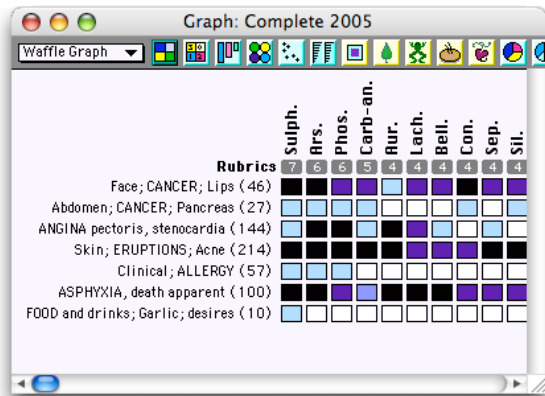 Graph: Complete 2005
Waffle Graph
Sulph. Ars. Phos. Carb-an. Aur. Lach. Bell. Con. Sep. Sil.
Rubrics 7 6 6 5 4 4 4 4 4 4
Face; CANCER; Lips (46)
Abdomen; CANCER; Pancreas (27)
ANGINA pectoris, stenocardia (144)
Skin; ERUPTIONS; Acne (214)
Clinical; ALLERGY (57)
ASPHYXIA, death apparent (100)
FOOD and drinks; Garlic; desires (10)